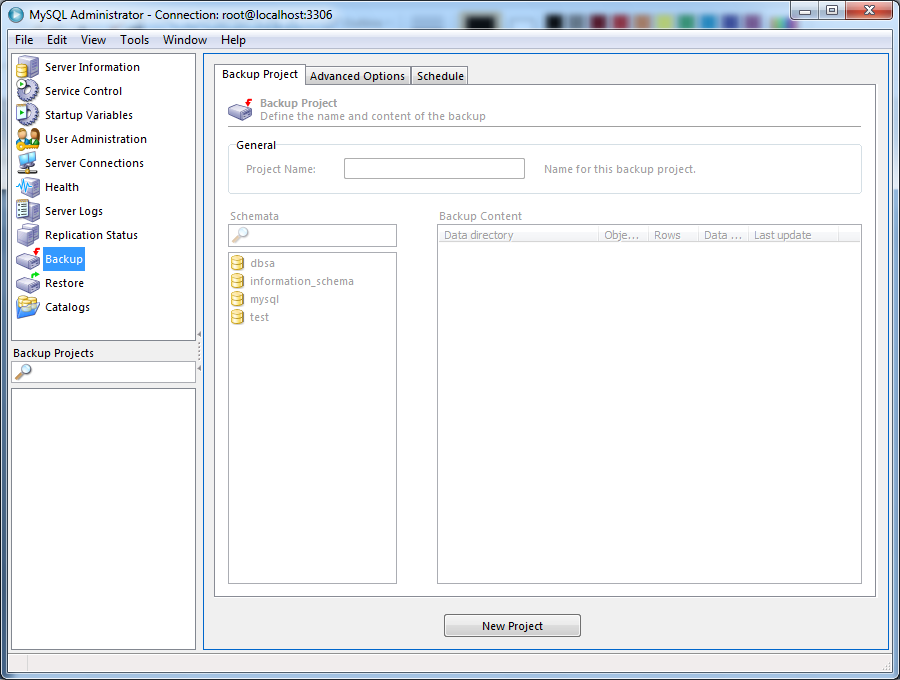 MySQL Administrator - Connection: root@localhost:3306
File Edit View Tools Window Help
Server Information
Service Control
Startup Variables
User Administration
Server Connections
Health
Server Logs
Replication Status
Backup
Restore
Catalogs
Backup Projects
Backup Project Advanced Options Schedule
Backup Project
Define the name and content of the backup
General
Project Name: Name for this backup project.
Schemata
dbsa
information_schema
mysql
test
Backup Content
Data directory Obje... Rows Data ... Last update
New Project